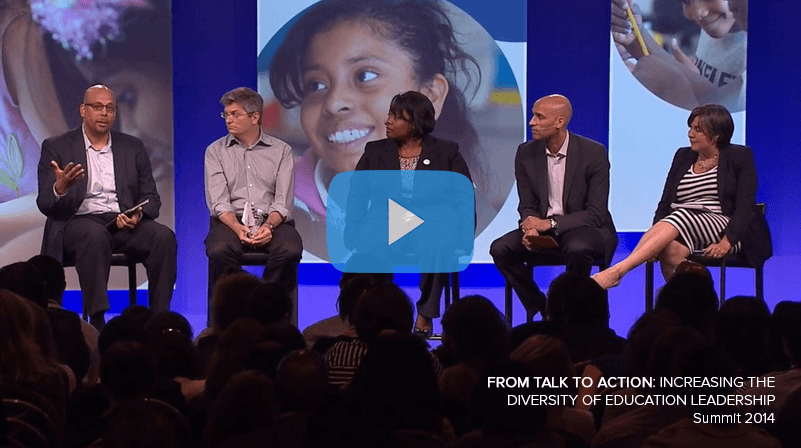 FROM TALK TO ACTION: INCREASING THE
DIVERSITY OF EDUCATION LEADERSHIP
Summit 2014